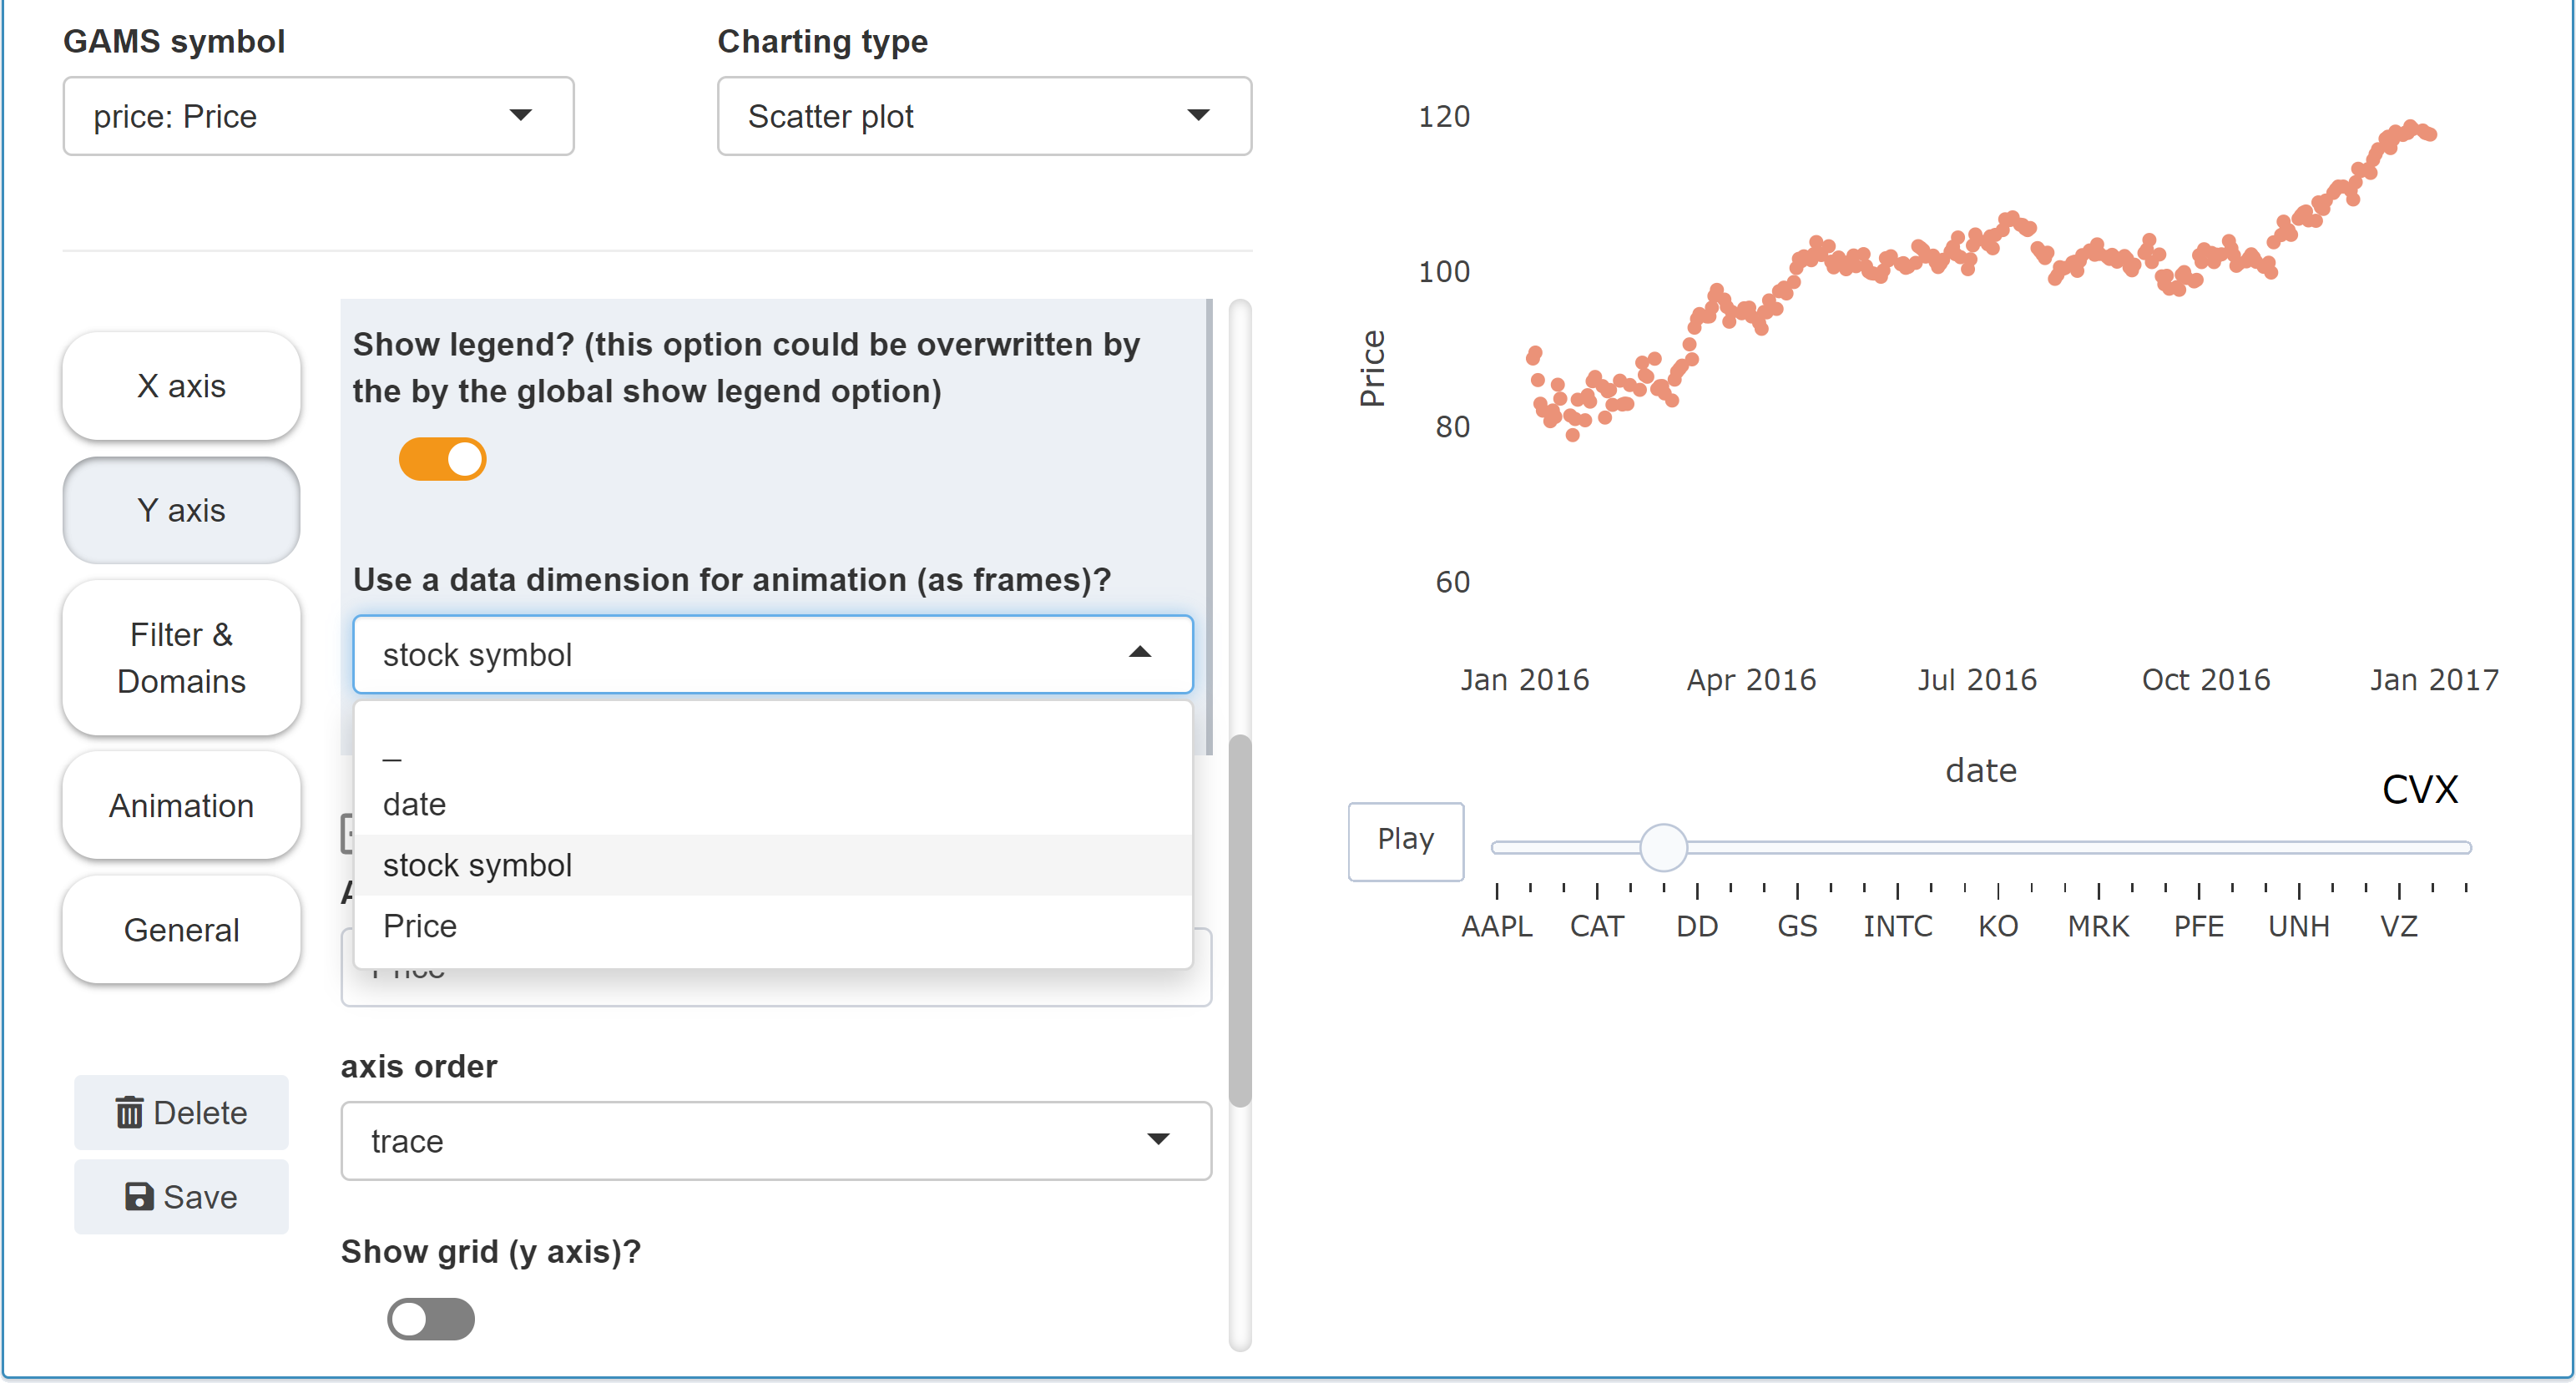 GAMS symbol
Charting type
price: Price
Scatter plot
X axis
Y axis
Filter &
Domains
Animation
General
Delete
Save
Show legend? (this option could be overwritten by
the by the global show legend option)
Use a data dimension for animation (as frames)?
stock symbol
_
date
stock symbol
Price
Price
axis order
trace
Show grid (y axis)?
120
100
80
60
Price
Jan 2016
Apr 2016
Jul 2016
Oct 2016
Jan 2017
date
CVX
Play
AAPL
CAT
DD
GS
INTC
KO
MRK
PFE
UNH
VZ